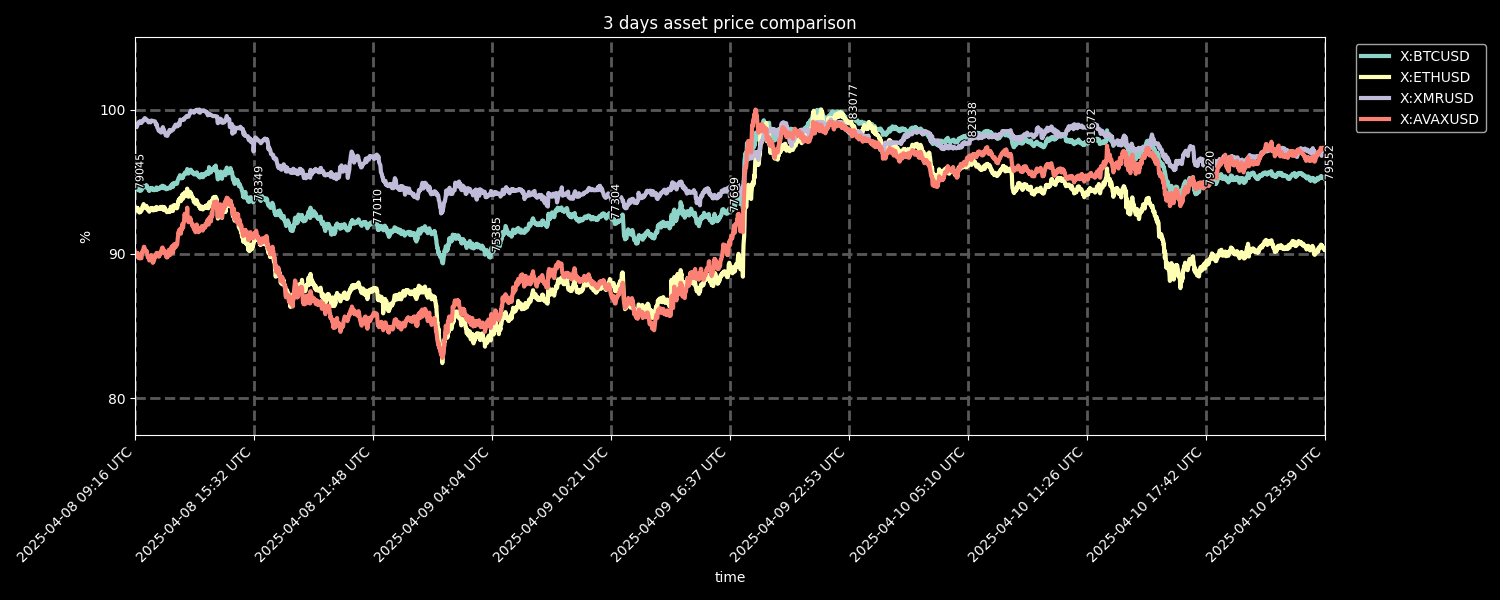 3 days asset price comparison
X:BTCUSD
X:ETHUSD
X:XMRUSD
X:AVAXUSD
100
90
80
%
79045
78349
77010
75385
77304
77699
83077
82038
81672
79220
79552
2025-04-08 09:16 UTC
2025-04-08 15:32 UTC
2025-04-08 21:48 UTC
2025-04-09 04:04 UTC
2025-04-09 10:21 UTC
2025-04-09 16:37 UTC
2025-04-09 22:53 UTC
2025-04-10 05:10 UTC
2025-04-10 11:26 UTC
2025-04-10 17:42 UTC
2025-04-10 23:59 UTC
time